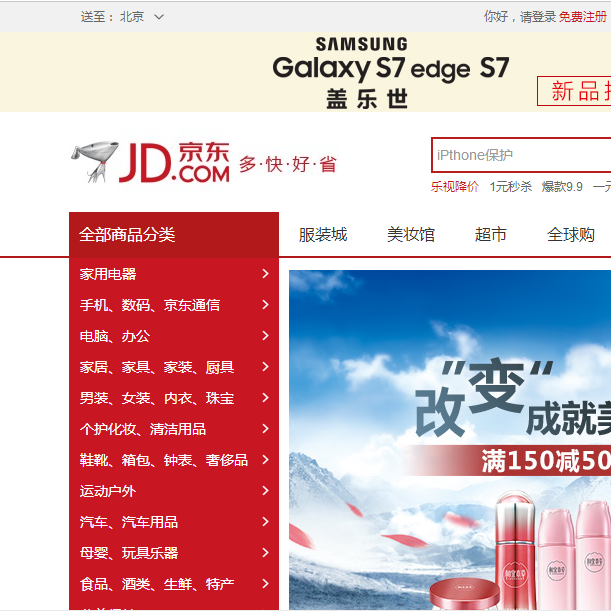 送至： 北京
你好，请登录 免费注册
SAMSUNG
Galaxy S7 edge S7
盖乐世
新品
JD.COM 京东
多·快·好·省
iPthone保护
乐视降价 1元秒杀 爆款9.9 一元
全部商品分类 服装城 美妆馆 超市 全球购
家用电器
手机、数码、京东通信
电脑、办公
家居、家具、家装、厨具
男装、女装、内衣、珠宝
个护化妆、清洁用品
鞋靴、箱包、钟表、奢侈品
运动户外
汽车、汽车用品
母婴、玩具乐器
食品、酒类、生鲜、特产
改”变“
成就美
满150减50